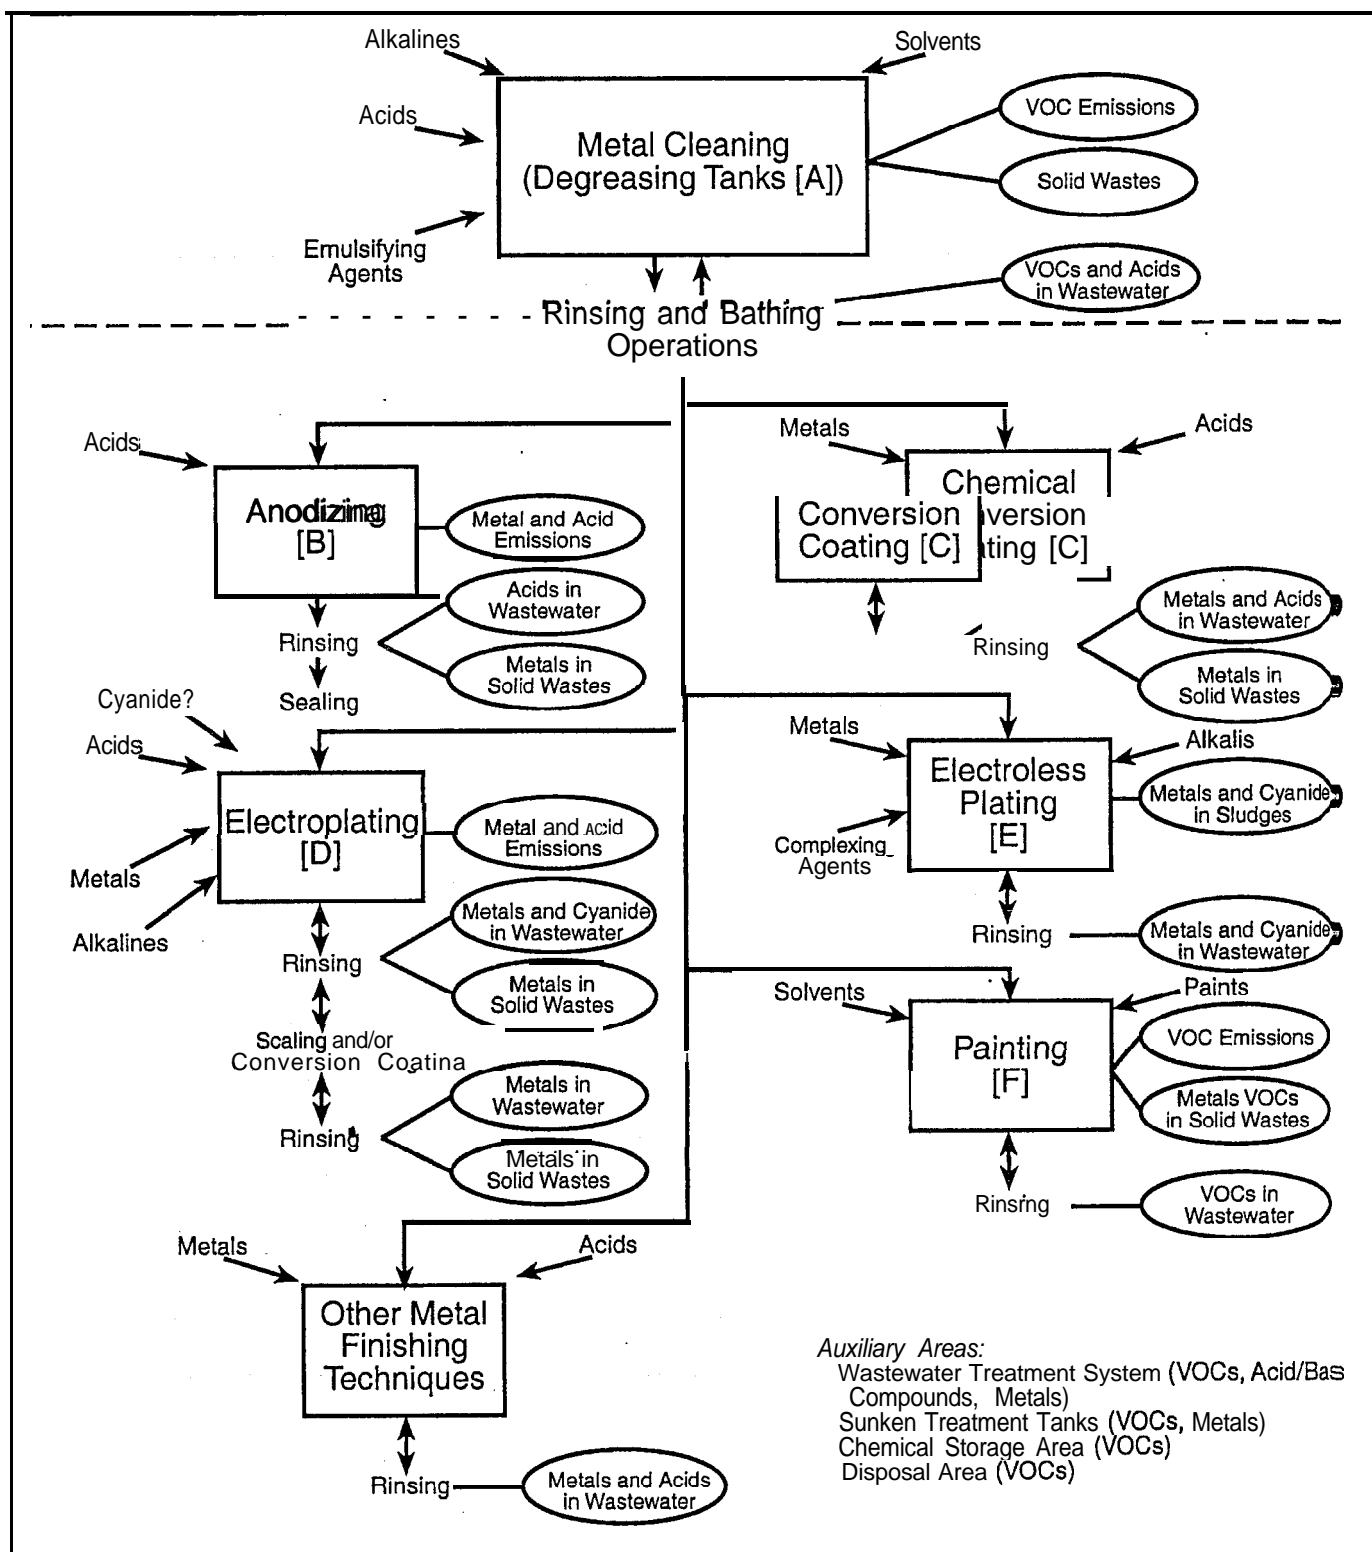 Alkalines
Solvents
Acids
Metal Cleaning
(Degreasing Tanks [A])
VOC Emissions
Solid Wastes
Emulsifying
Agents
VOCs and Acids
in Wastewater
Rinsing and Bathing
Operations
Acids
Anodizing
[B]
Metal and Acid
Emissions
Acids in
Wastewater
Rinsing
Metals in
Solid Wastes
Sealing
Metals
Acids
Chemical
Conversion
Coating [C]
nversion
ting [C]
Rinsing
Metals and Acids
in Wastewater
Metals in
Solid Wastes
Cyanide?
Acids
Electroplating
[D]
Metals
Alkalines
Metal and Acid
Emissions
Metals and Cyanide
in Wastewater
Rinsing
Metals in
Solid Wastes
Scaling and/or
Conversion Coatina
Metals in
Wastewater
Rinsing
Metals in
Solid Wastes
Metals
Alkalis
Electroless
Plating
[E]
Complexing
Agents
Metals and Cyanide
in Sludges
Rinsing
Metals and Cyanide
in Wastewater
Solvents
Paints
Painting
[F]
VOC Emissions
Metals VOCs
in Solid Wastes
Rinsing
VOCs in
Wastewater
Metals
Acids
Other Metal
Finishing
Techniques
Rinsing
Metals and Acids
in Wastewater
Auxiliary Areas:
Wastewater Treatment System (VOCs, Acid/Bas
Compounds, Metals)
Sunken Treatment Tanks (VOCs, Metals)
Chemical Storage Area (VOCs)
Disposal Area (VOCs)